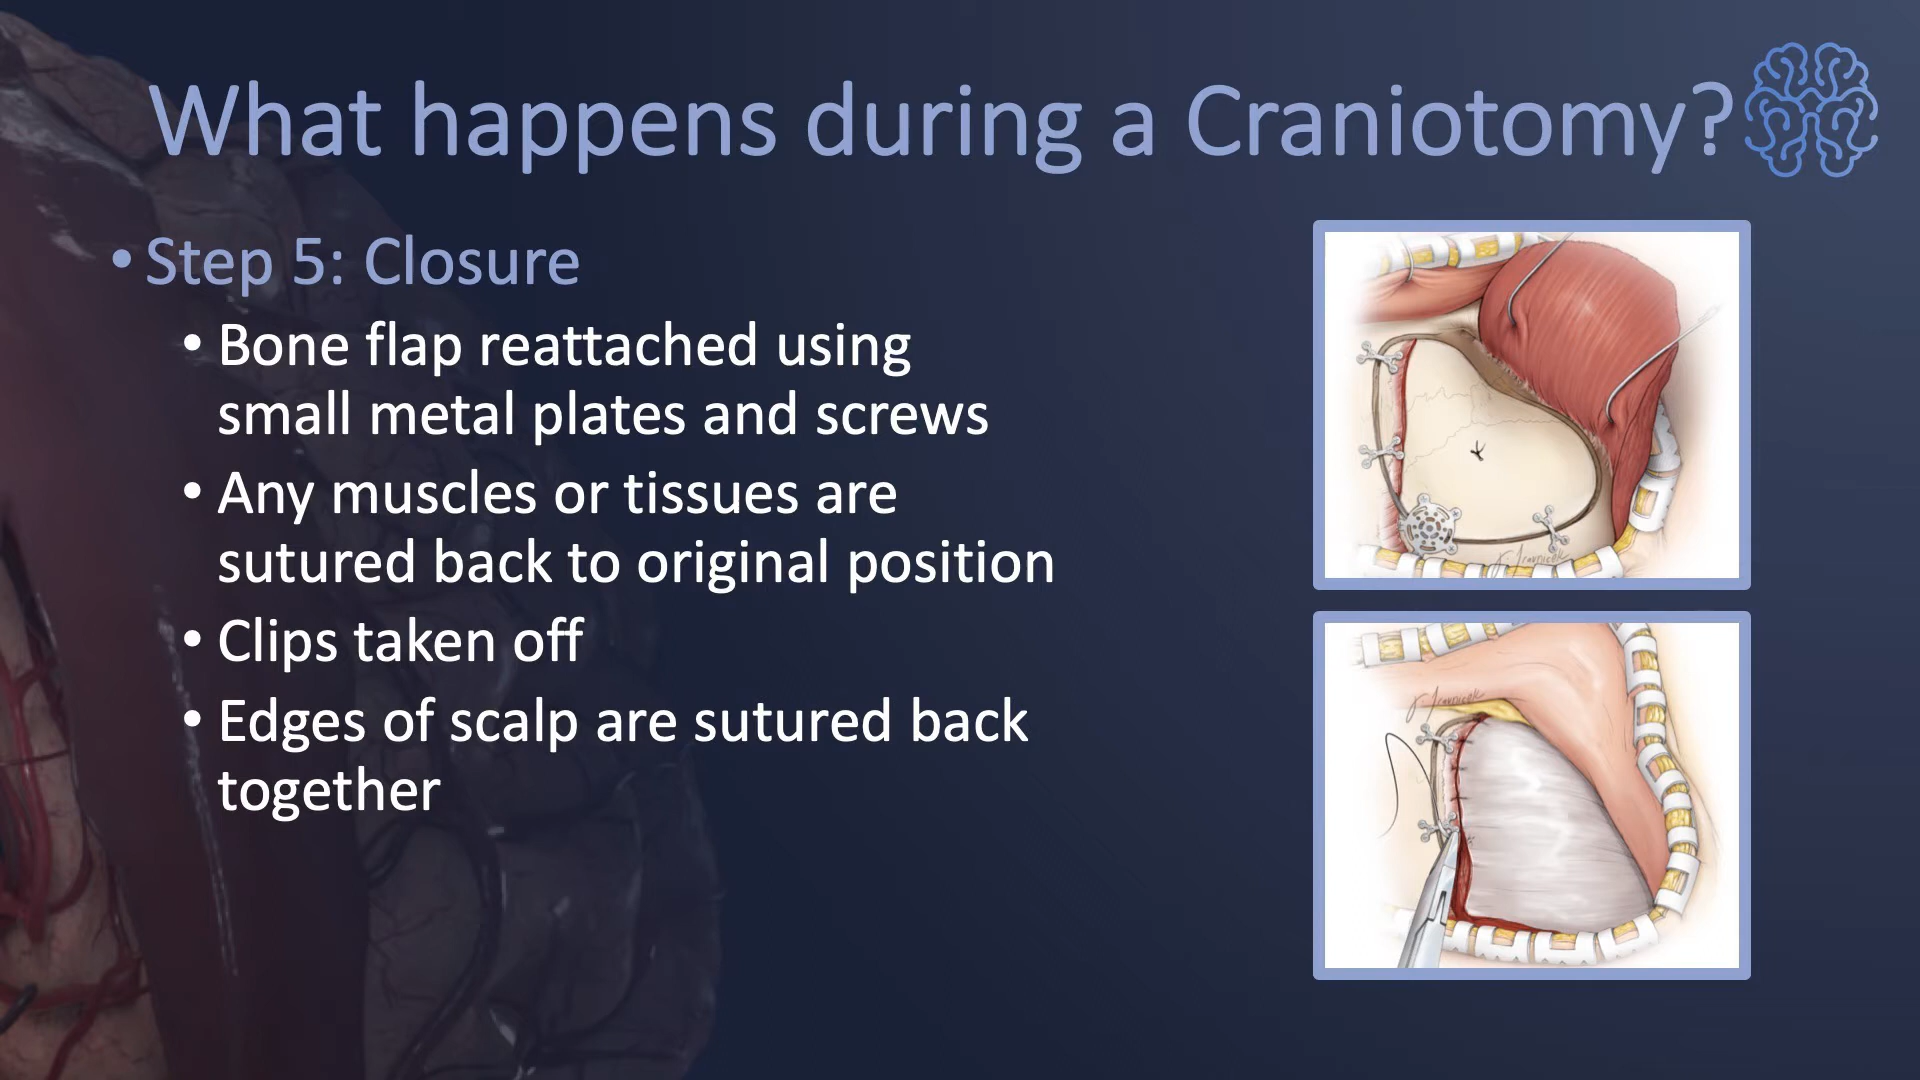 What happens during a Craniotomy?
• Step 5: Closure
• Bone flap reattached using
small metal plates and screws
• Any muscles or tissues are
sutured back to original position
• Clips taken off
• Edges of scalp are sutured back
together